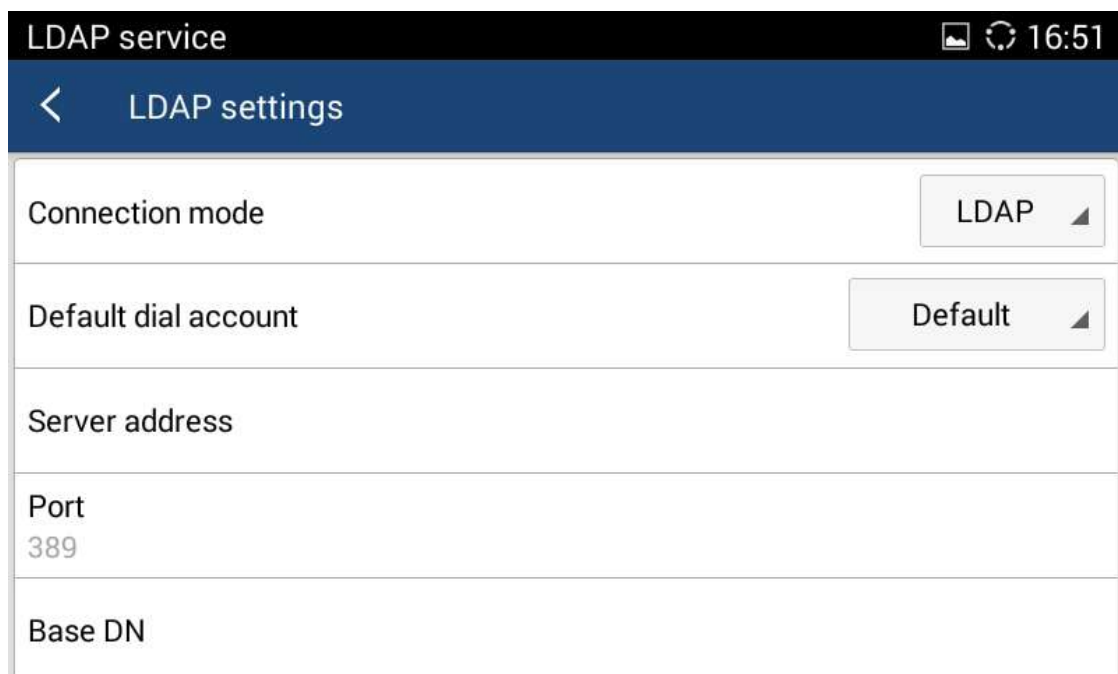 LDAP service 16:51
LDAP settings
Connection mode LDAP
Default dial account Default
Server address
Port
389
Base DN